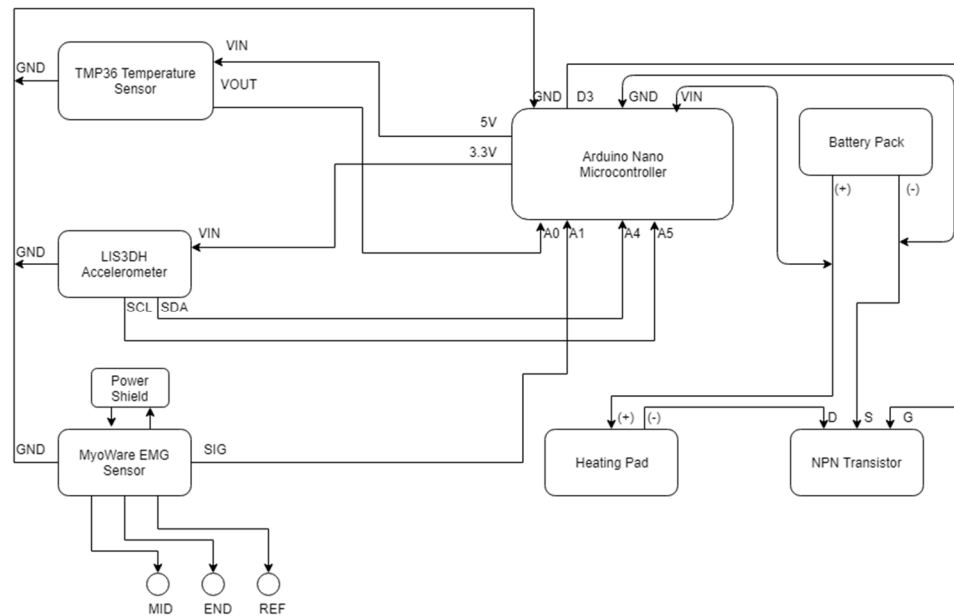 VIN
GND
TMP36 Temperature
Sensor
VOUT
GND
D3
GND
VIN
5V
3.3V
Arduino Nano
Microcontroller
Battery Pack
(+)
(-)
VIN
A0
A1
A4
A5
GND
LIS3DH
Accelerometer
SCL
SDA
Power
Shield
GND
MyoWare EMG
Sensor
SIG
(+)
(-)
D
S
G
Heating Pad
NPN Transistor
MID
END
REF